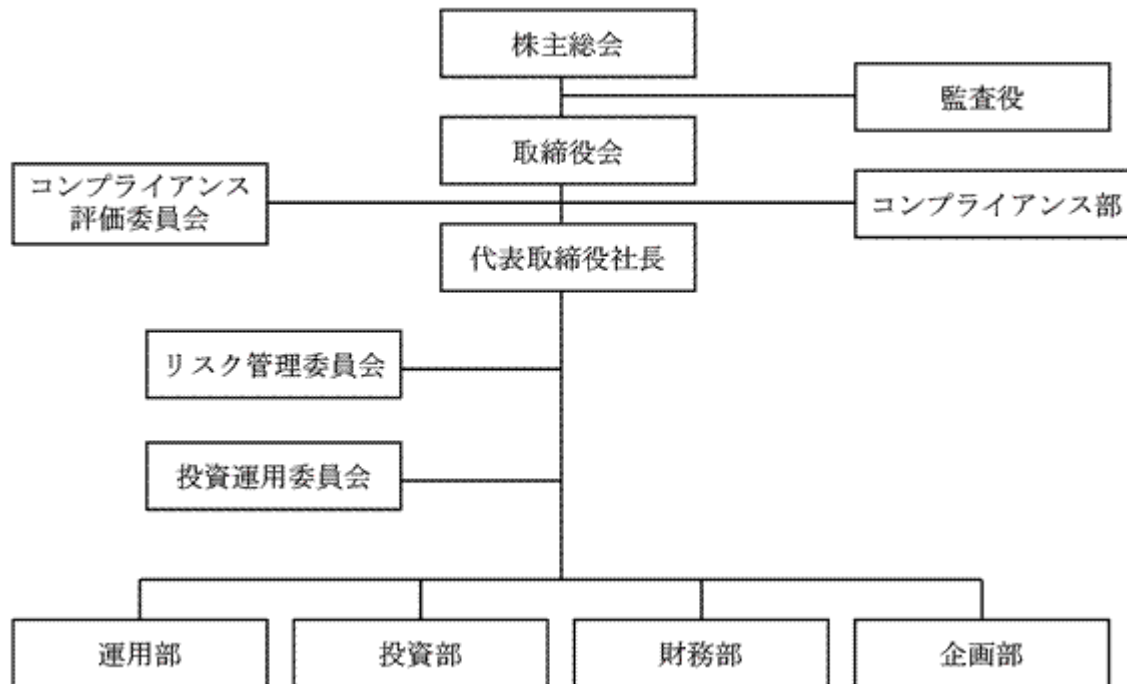 株主総会
監査役
取締役会
コンプライアンス
評価委員会
コンプライアンス部
代表取締役社長
リスク管理委員会
投資運用委員会
運用部
投資部
財務部
企画部